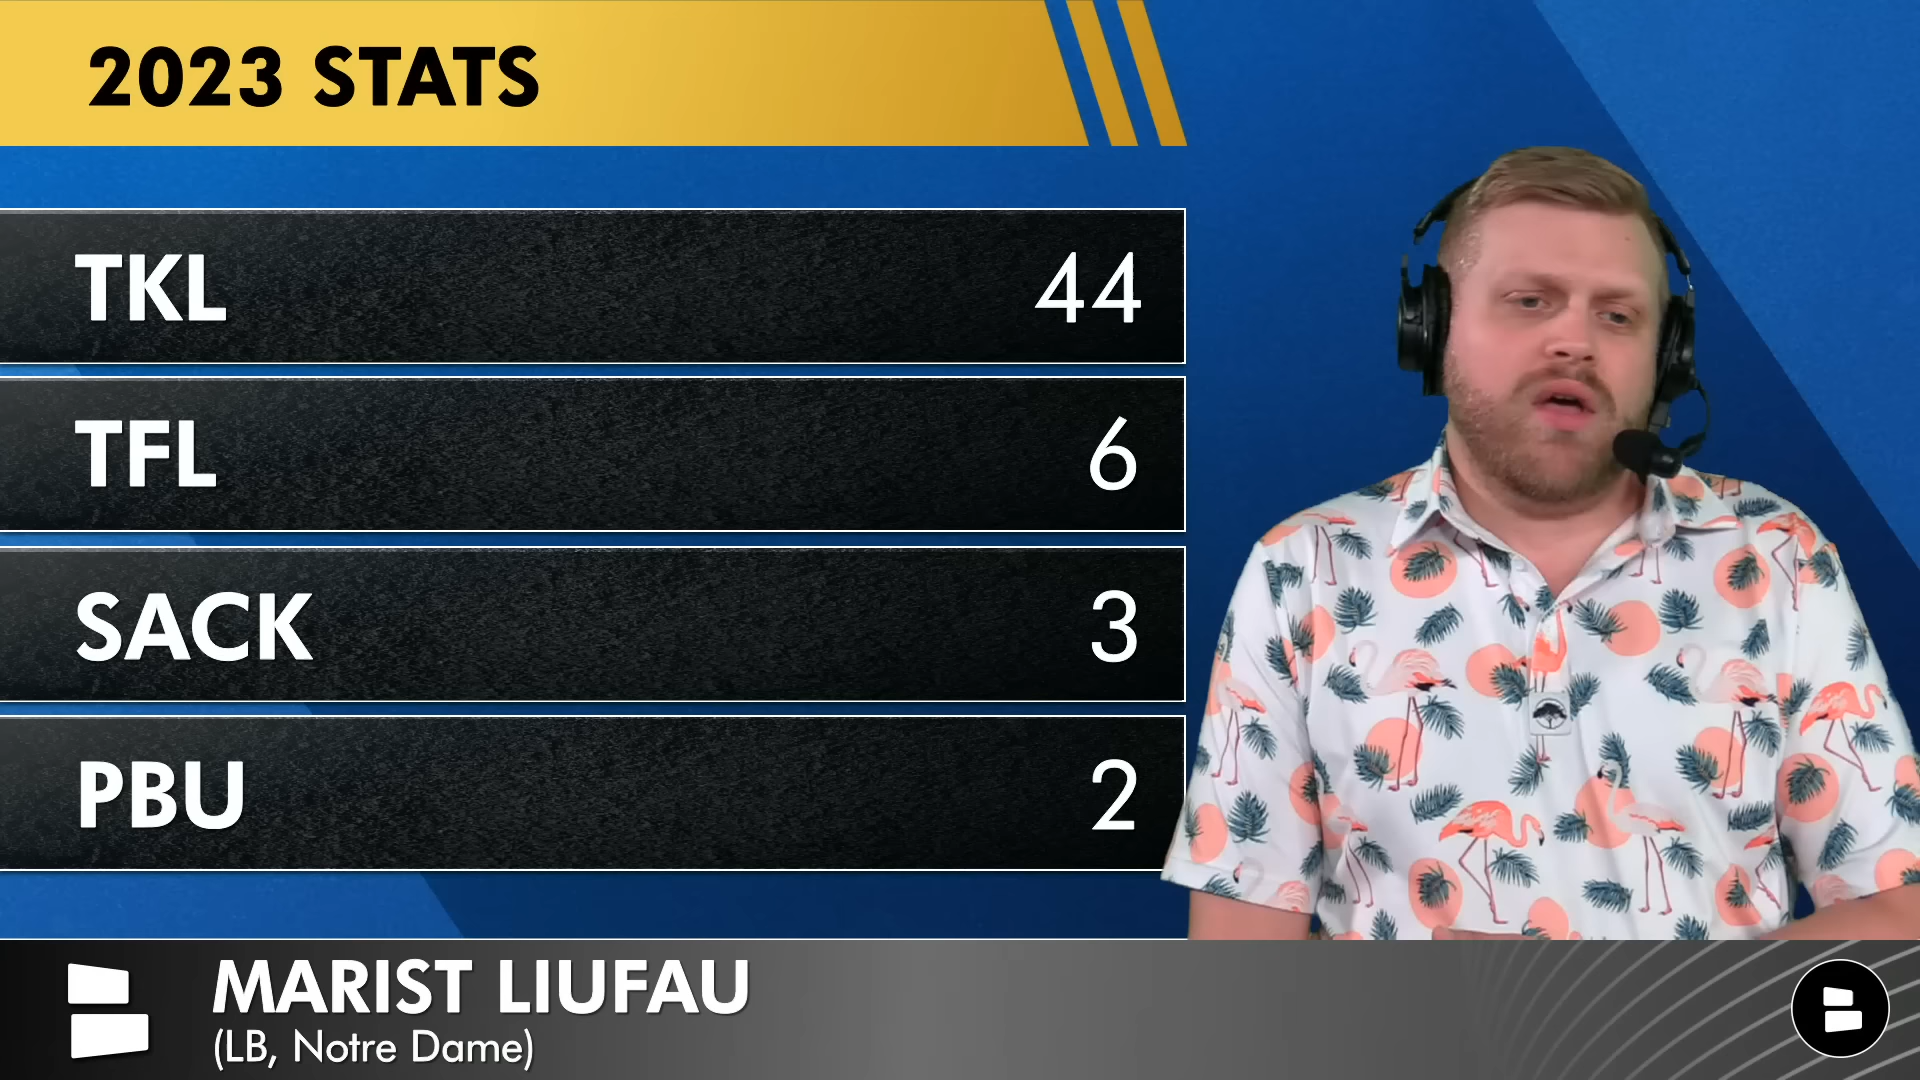 2023 STATS
TKL 44
TFL 6
SACK 3
PBU 2
MARIST LIUFAU
(LB, Notre Dame)